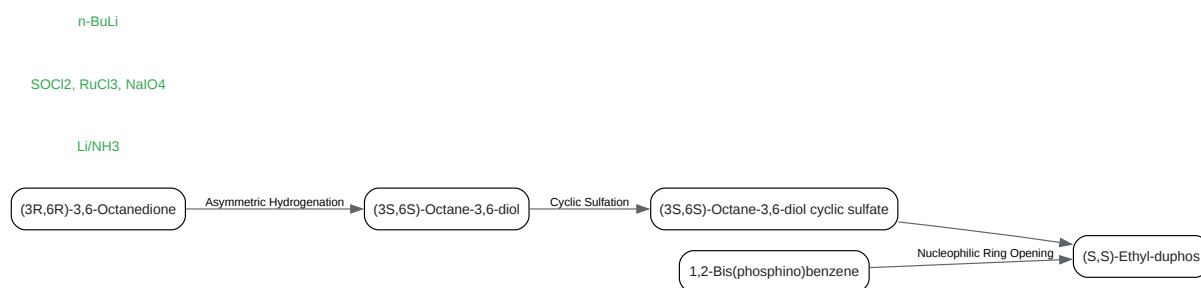 n-BuLi
SOCl2, RuCl3, NaIO4
Li/NH3
(3R,6R)-3,6-Octanedione
Asymmetric Hydrogenation
(3S,6S)-Octane-3,6-diol
Cyclic Sulfation
(3S,6S)-Octane-3,6-diol cyclic sulfate
1,2-Bis(phosphino)benzene
Nucleophilic Ring Opening
(S,S)-Ethyl-duphos